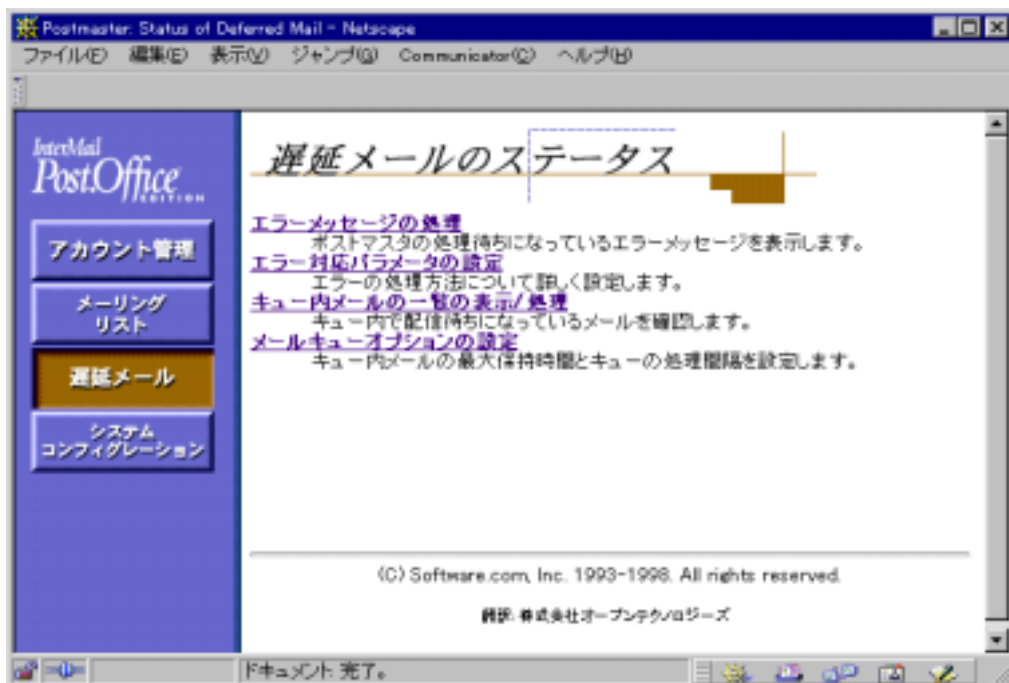 Postmaster: Status of Deferred Mail - Netscape
ファイル(F) 編集(E) 表示(V) ジャンプ(G) Communicator(C) ヘルプ(H)
InterMail
Post.Office
EDITION
アカウント管理
メーリング
リスト
遅延メール
システム
コンフィグレーション
遅延メールのステータス
エラーメッセージの処理
ポストマスタの処理待ちになっているエラーメッセージを表示します。
エラー対応パラメータの設定
エラーの処理方法について詳しく設定します。
キュー内メールの一覧の表示/処理
キュー内で配信待ちになっているメールを確認します。
メールキューオプションの設定
キュー内メールの最大保持時間とキューの処理間隔を設定します。
(C) Software.com, Inc. 1993-1998. All rights reserved.
翻訳: 株式会社オープンテクノロジーズ
ドキュメント: 完了。